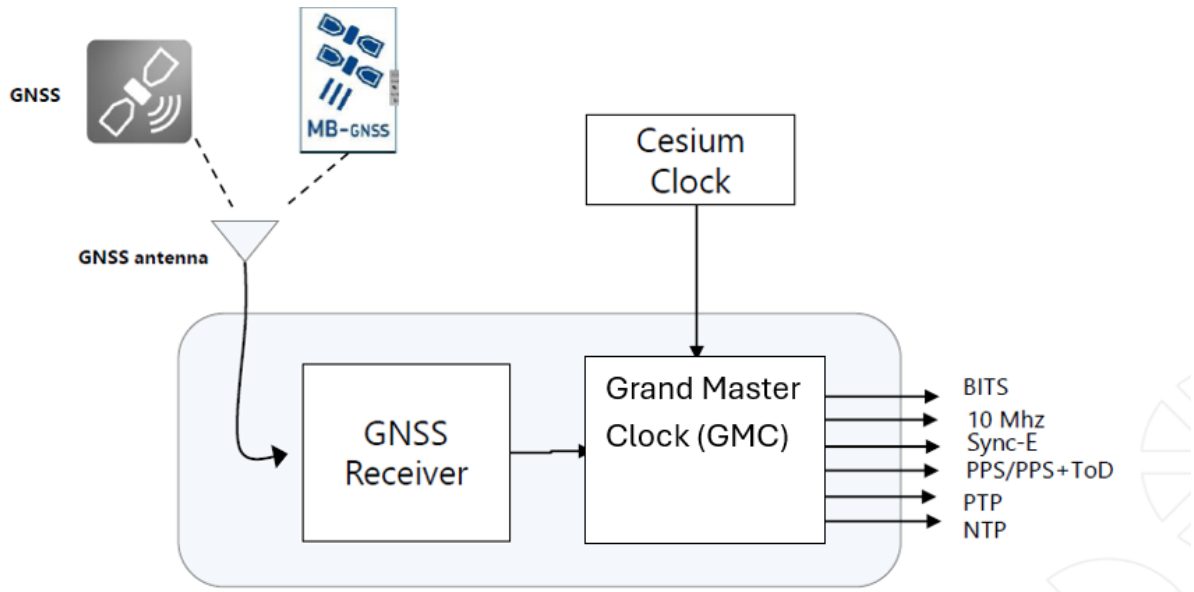 GNSS
MB-GNSS
GNSS antenna
Cesium
Clock
GNSS
Receiver
Grand Master
Clock (GMC)
BITS
10 Mhz
Sync-E
PPS/PPS+ToD
PTP
NTP